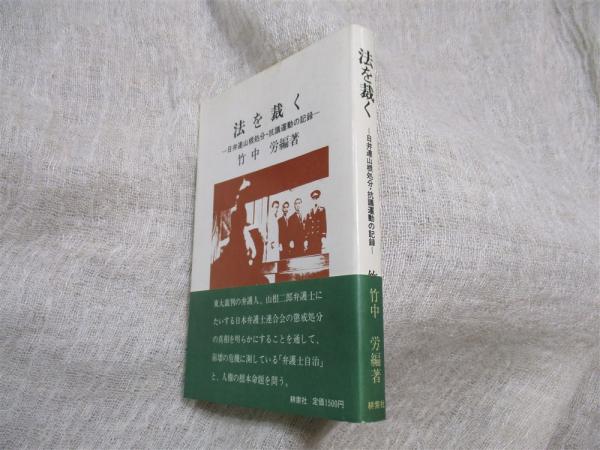 法を裁く
―日弁連山根処分・抗議運動の記録―
竹中 労編著
東大裁判の弁護人、山根二郎弁護士に
たいする日本弁護士連合会の懲戒処分
の真相を明らかにすることを通して、
崩壊の危機に瀕している「弁護士自治」
と、人権の根本命題を問う。
耕索社 定価1500円
法を裁く
―日弁連山根処分・抗議運動の記録―
竹中 労編著
耕索社